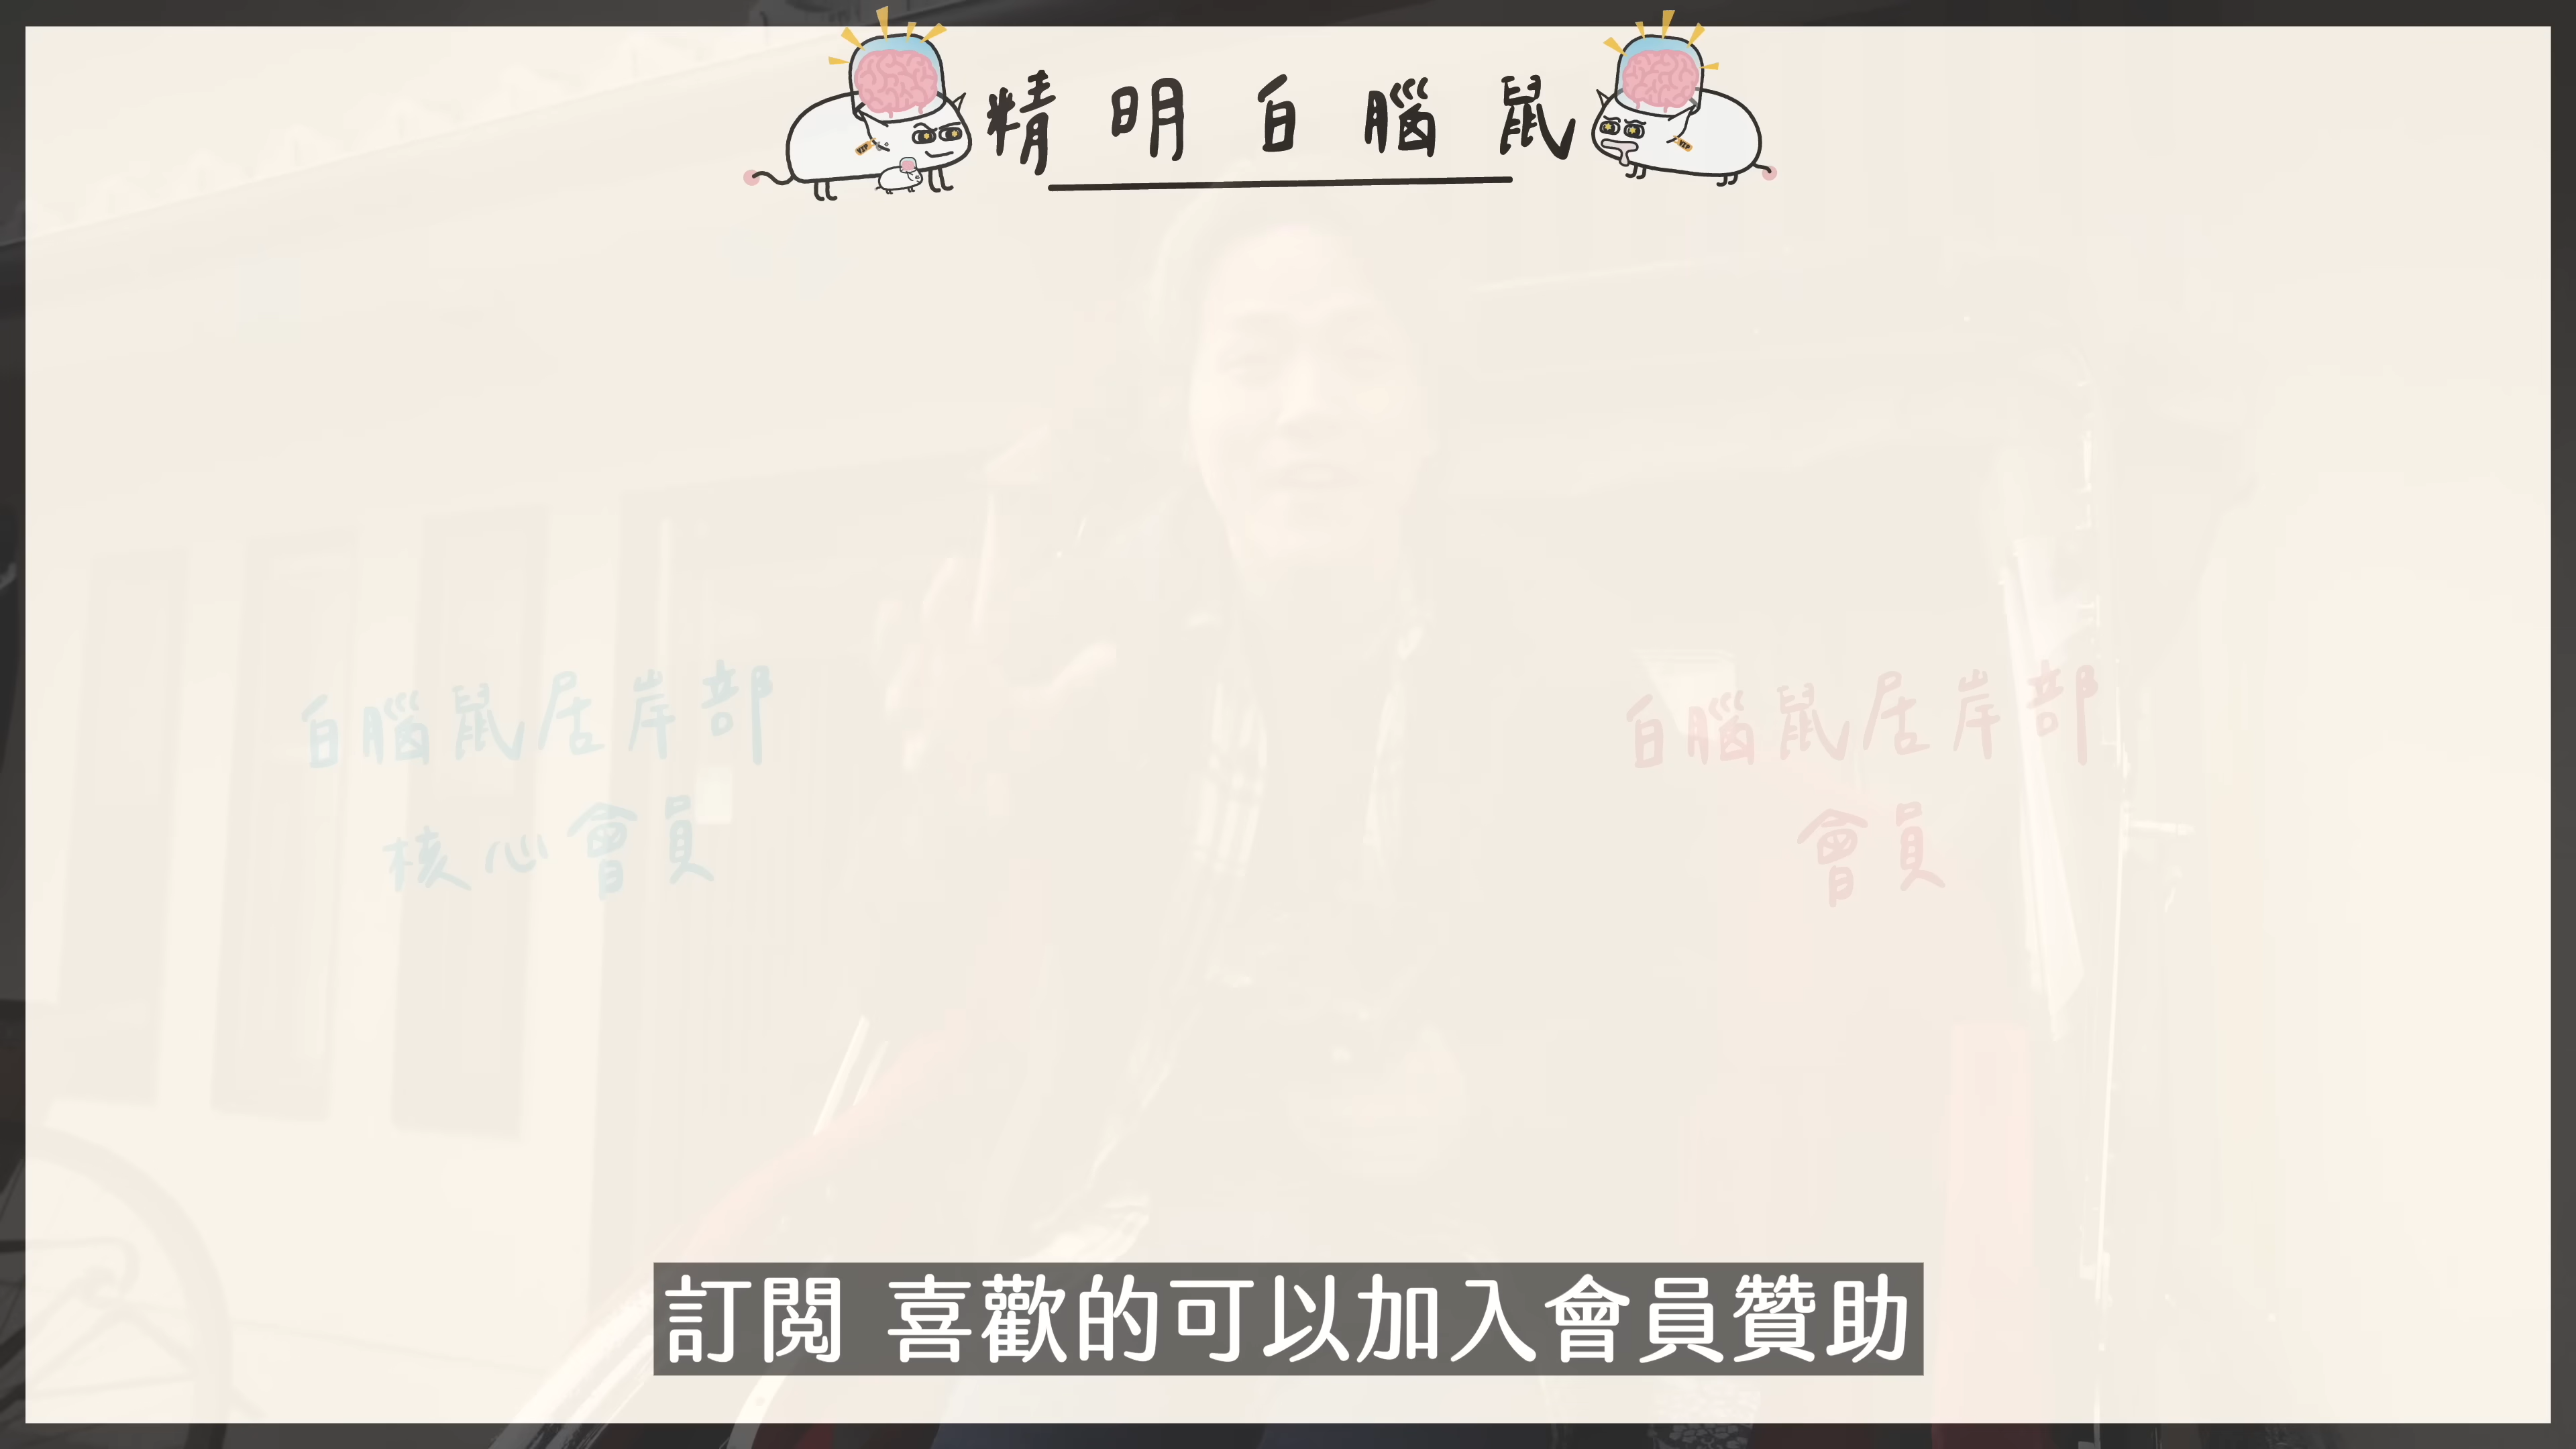 精明白腦鼠
白腦鼠居岸部
核心會員
白腦鼠居岸部
會員
訂閱 喜歡的可以加入會員贊助